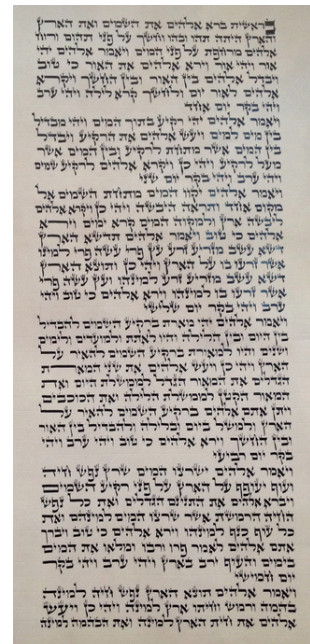 בראשית ברא אלהים את השמים ואת הארץ
והארץ היתה תהו ובהו וחשך על פני תהום ורוח
אלהים מרחפת על פני המים ויאמר אלהים יהי
אור ויהי אור וירא אלהים את האור כי טוב
ויבדל אלהים בין האור ובין החשך ויקרא
אלהים לאור יום ולחשך קרא לילה ויהי ערב
ויהי בקר יום אחד
ויאמר אלהים יהי רקיע בתוך המים ויהי מבדיל
בין מים למים ויעש אלהים את הרקיע ויבדל
בין המים אשר מתחת לרקיע ובין המים אשר
מעל לרקיע ויהי כן ויקרא אלהים לרקיע שמים
ויהי ערב ויהי בקר יום שני
ויאמר אלהים יקוו המים מתחת השמים אל
מקום אחד ותראה היבשה ויהי כן ויקרא אלהים
ליבשה ארץ ולמקוה המים קרא ימים וירא
אלהים כי טוב ויאמר אלהים תדשא הארץ
דשא עשב מזריע זרע עץ פרי עשה פרי למינו
אשר זרעו בו על הארץ ויהי כן ותוצא הארץ
דשא עשב מזריע זרע למינהו ועץ עשה פרי
אשר זרעו בו למינהו וירא אלהים כי טוב ויהי
ערב ויהי בקר יום שלישי
ויאמר אלהים יהי מארת ברקיע השמים להבדיל
בין היום ובין הלילה והיו לאתת ולמועדים ולימים
ושנים והיו למאורת ברקיע השמים להאיר על
הארץ ויהי כן ויעש אלהים את שני המארת
הגדלים את המאור הגדל לממשלת היום ואת
המאור הקטן לממשלת הלילה ואת הכוכבים
ויתן אתם אלהים ברקיע השמים להאיר על
הארץ ולמשל ביום ובלילה ולהבדיל בין האור
ובין החשך וירא אלהים כי טוב ויהי ערב ויהי
בקר יום רביעי
ויאמר אלהים ישרצו המים שרץ נפש חיה
ועוף יעופף על הארץ על פני רקיע השמים
ויברא אלהים את התנינם הגדלים ואת כל נפש
החיה הרמשת אשר שרצו המים למינהם ואת
כל עוף כנף למינהו וירא אלהים כי טוב ויברך
אתם אלהים לאמר פרו ורבו ומלאו את המים
בימים והעוף ירב בארץ ויהי ערב ויהי בקר
יום חמישי
ויאמר אלהים תוצא הארץ נפש חיה למינה
בהמה ורמש וחיתו ארץ למינה ויהי כן ויעש
אלהים את חית הארץ למינה ואת הבהמה למינה